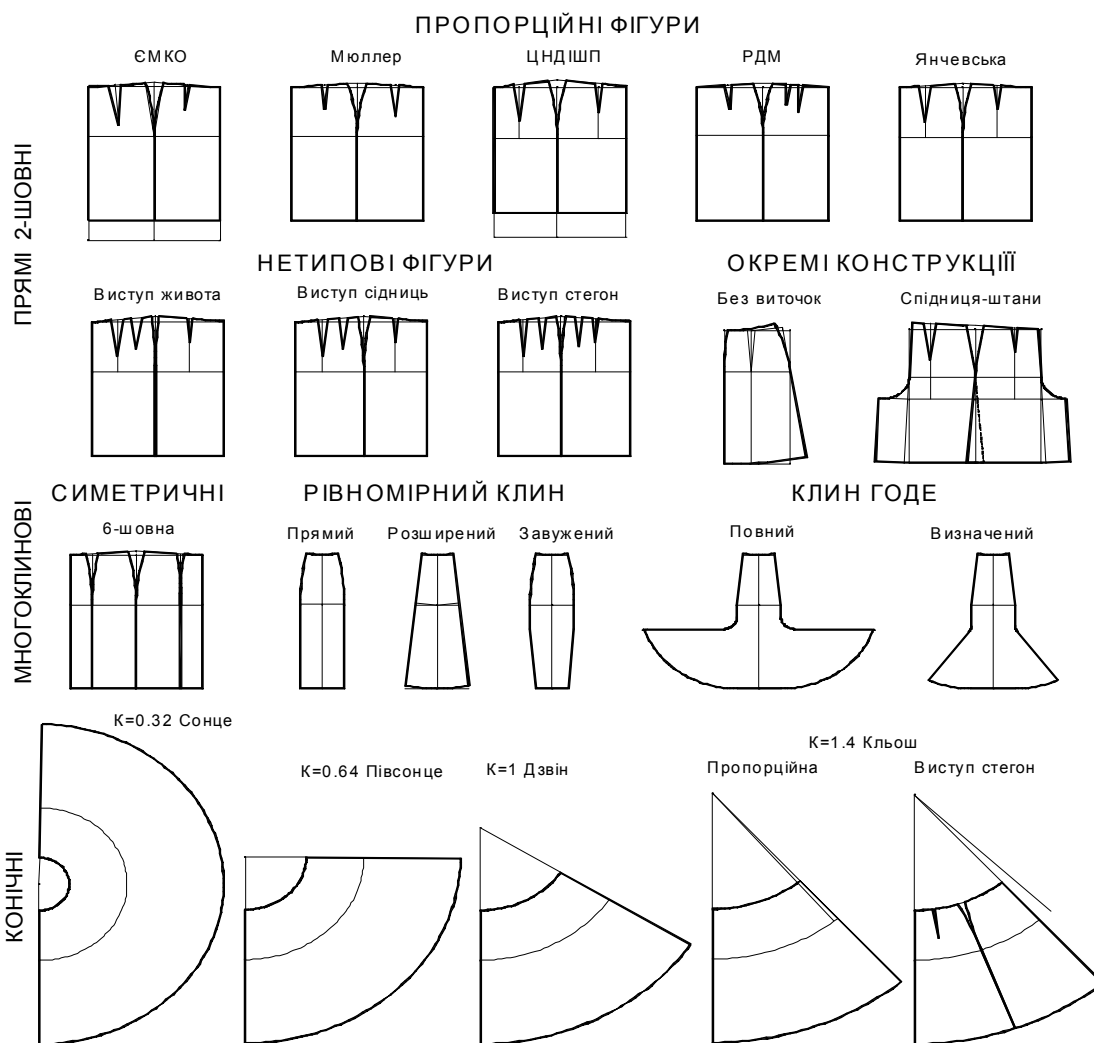 ПРОПОРЦІЙНІ ФІГУРИ
ЄМКО
Мюллер
ЦНДІШП
РДМ
Янчевська
ПРЯМІ 2-ШОВНІ
НЕТИПОВІ ФІГУРИ
ОКРЕМІ КОНСТРУКЦІЇЇ
Виступ живота
Виступ сідниць
Виступ стегон
Без виточок
Спідниця-штани
СИМЕТРИЧНІ
РІВНОМІРНИЙ КЛИН
КЛИН ГОДЕ
МНОГОКЛИНОВІ
6-шовна
Прямий
Розширений
Завужений
Повний
Визначений
К=0.32 Сонце
К=0.64 Півсонце
К=1 Дзвін
К=1.4 Кльош
Пропорційна
Виступ стегон
КОНІЧНІ